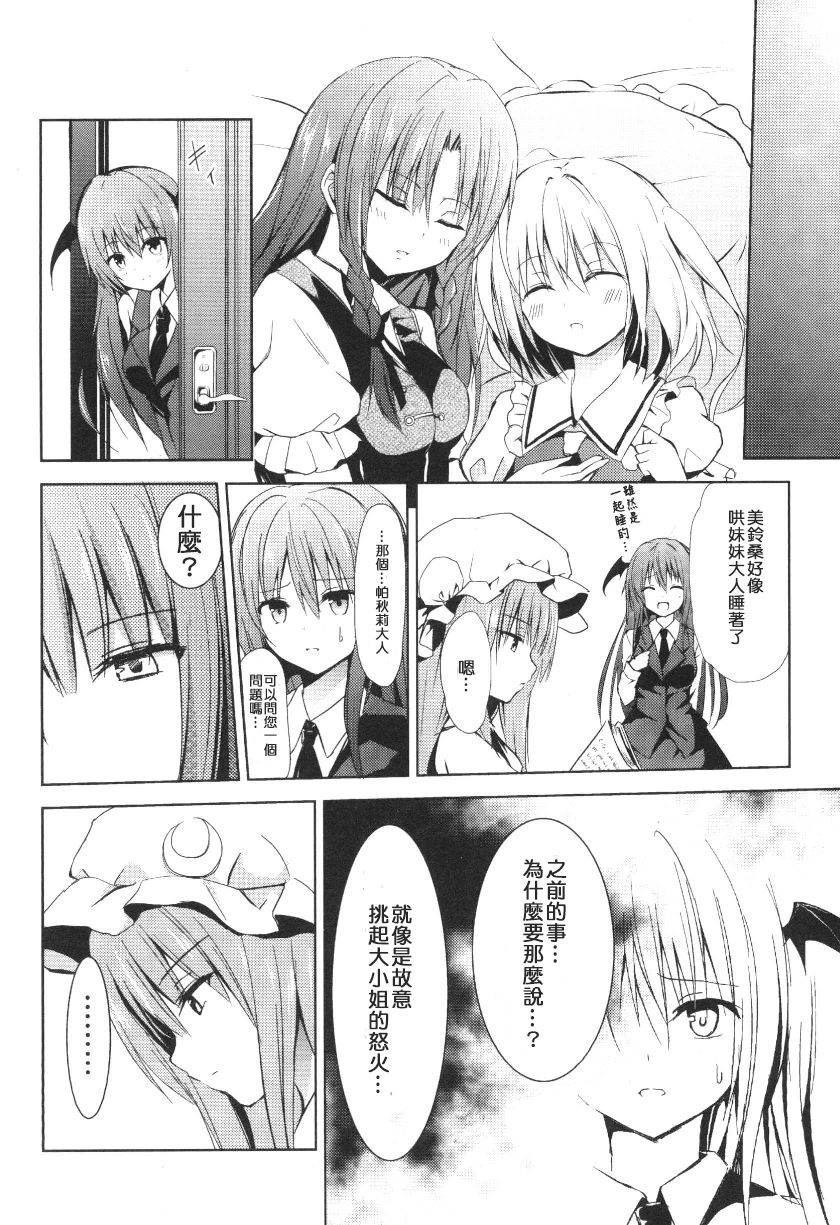 キィ
美鈴桑好像
哄妹妹大人睡著了
雖然是
一起睡的…
嗯…
…那個…帕秋莉大人
可以問您一個
問題嗎…
什麼？
之前的事…
為什麼要那麼說…？
就像是故意
挑起大小姐的怒火…
………